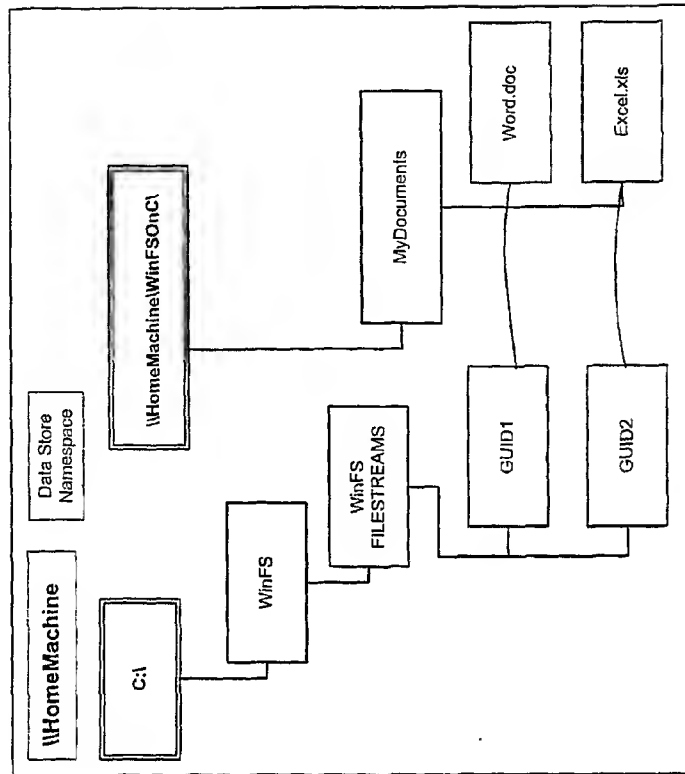 \\HomeMachine
Data Store
Namespace
C:\
\\HomeMachine\WinFSOnC\
WinFS
WinFS
FILESTREAMS
MyDocuments
GUID1
Word.doc
GUID2
Excel.xls